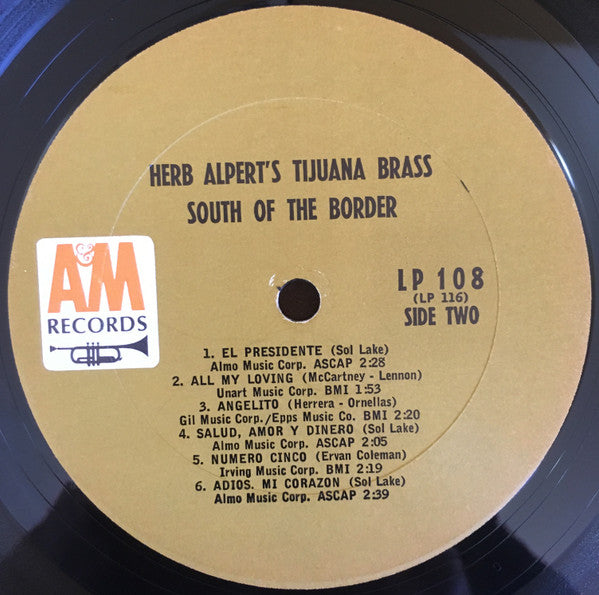 HERB ALPERT'S TIJUANA BRASS
SOUTH OF THE BORDER
A&M
RECORDS
LP 108
(LP 116)
SIDE TWO
1. EL PRESIDENTE (Sol Lake)
Almo Music Corp. ASCAP 2:28
2. ALL MY LOVING (McCartney - Lennon)
Unart Music Corp. BMI 1:53
3. ANGELITO (Herrera - Ornellas)
Gil Music Corp./Epps Music Co. BMI 2:20
4. SALUD, AMOR Y DINERO (Sol Lake)
Almo Music Corp. ASCAP 2:05
5. NUMERO CINCO (Ervan Coleman)
Irving Music Corp. BMI 2:19
6. ADIOS. MI CORAZON (Sol Lake)
Almo Music Corp. ASCAP 2:39